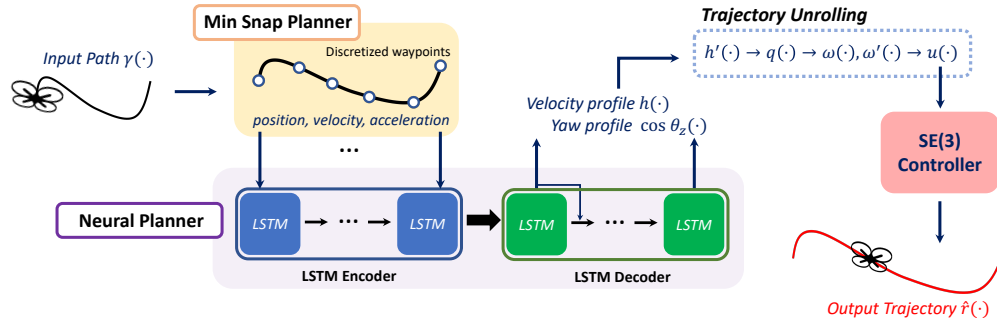 Min Snap Planner
Trajectory Unrolling
Input Path γ(·)
Discretized waypoints
h′(·) → q(·) → ω(·), ω′(·) → u(·)
position, velocity, acceleration
...
Velocity profile h(·)
Yaw profile cos θ_z(·)
SE(3)
Controller
Neural Planner
LSTM
...
LSTM
LSTM
...
LSTM
LSTM Encoder
LSTM Decoder
Output Trajectory r̂(·)